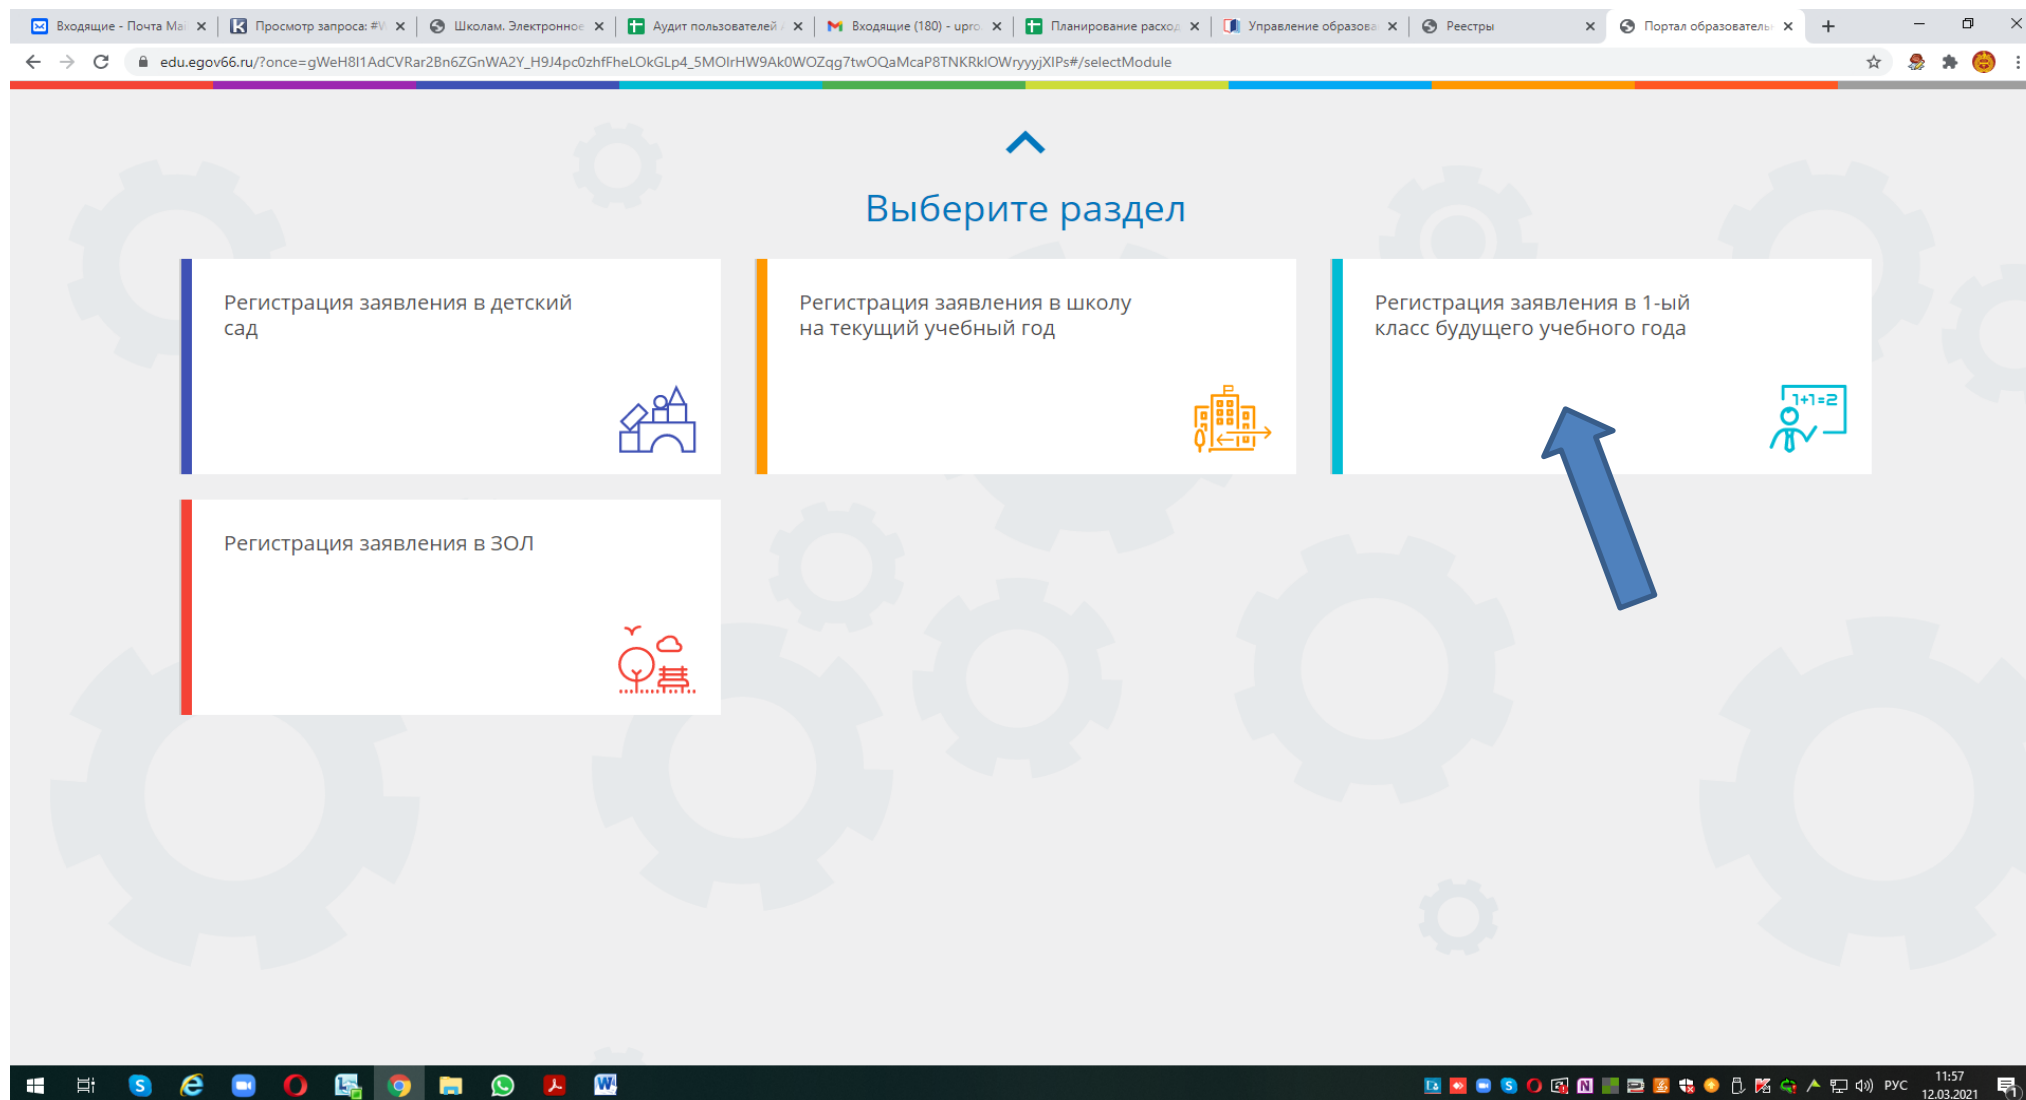 Входящие - Почта Mai
Просмотр запроса: #
Школам. Электронное
Аудит пользователей
Входящие (180) - upro.
Планирование расход
Управление образова
Реестры
Портал образователь
edu.egov66.ru/?once=gWeH8I1AdCVRar2Bn6ZGnWA2Y_H9J4pc0zhfFheLOkGLp4_5MOIrHW9Ak0WOZqg7twOQaMcaP8TNKRkIOWryyyjXIPs#/selectModule
Выберите раздел
Регистрация заявления в детский
сад
Регистрация заявления в школу
на текущий учебный год
Регистрация заявления в 1-ый
класс будущего учебного года
1+1=2
Регистрация заявления в ЗОЛ
РУС
11:57
12.03.2021